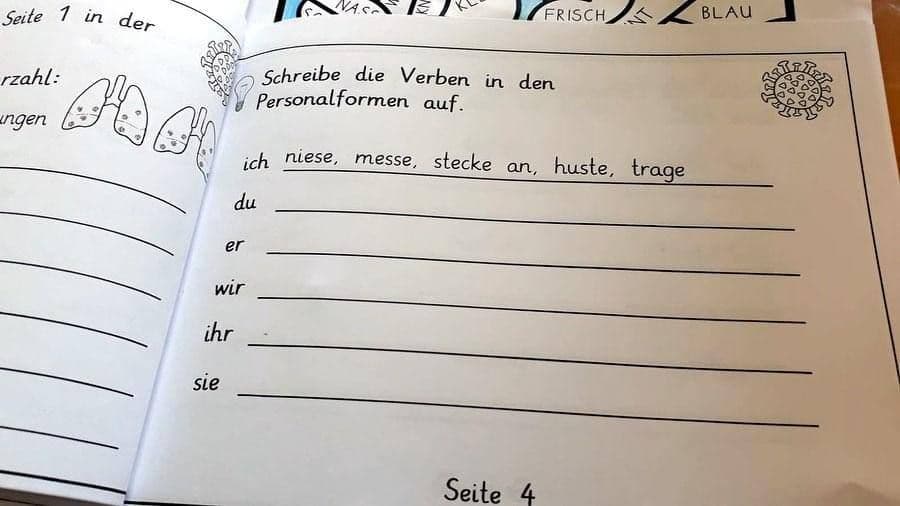 FRISCH
BLAU
Seite 1 in der
rzahl:
ungen
Schreibe die Verben in den
Personalformen auf.
ich niese, messe, stecke an, huste, trage
du
er
wir
ihr
sie
Seite 4